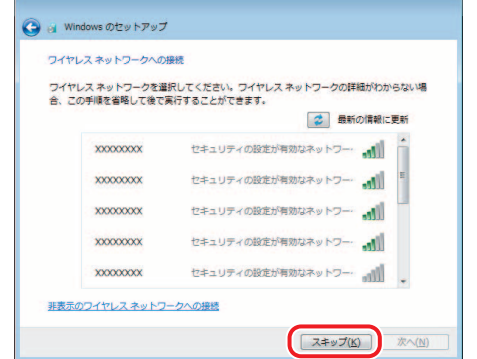 Windows のセットアップ
ワイヤレス ネットワークへの接続
ワイヤレス ネットワークを選択してください。ワイヤレス ネットワークの詳細がわからない場
合、この手順を省略して後で実行することができます。
最新の情報に更新
XXXXXXXX セキュリティの設定が有効なネットワー
XXXXXXXX セキュリティの設定が有効なネットワー
XXXXXXXX セキュリティの設定が有効なネットワー
XXXXXXXX セキュリティの設定が有効なネットワー
XXXXXXXX セキュリティの設定が有効なネットワー
非表示のワイヤレス ネットワークへの接続
スキップ(K) 次へ(N)